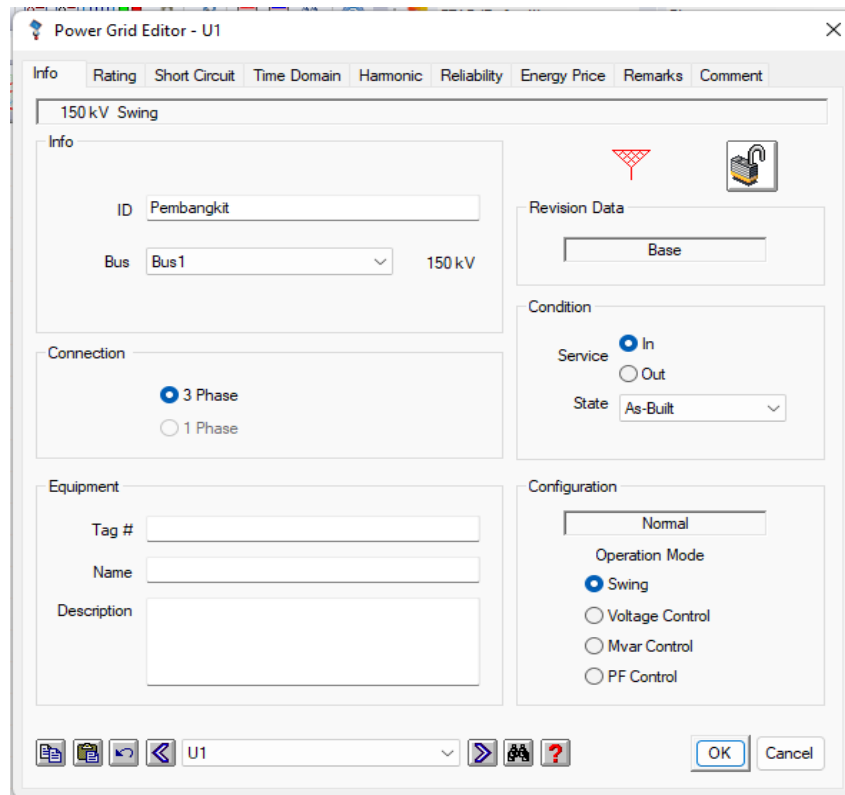 Power Grid Editor - U1
Info Rating Short Circuit Time Domain Harmonic Reliability Energy Price Remarks Comment
150 kV Swing
Info
ID Pembangkit
Bus Bus1 150 kV
Revision Data
Base
Condition
Service In
Out
State As-Built
Connection
3 Phase
1 Phase
Equipment
Tag #
Name
Description
Configuration
Normal
Operation Mode
Swing
Voltage Control
Mvar Control
PF Control
U1 ? OK Cancel